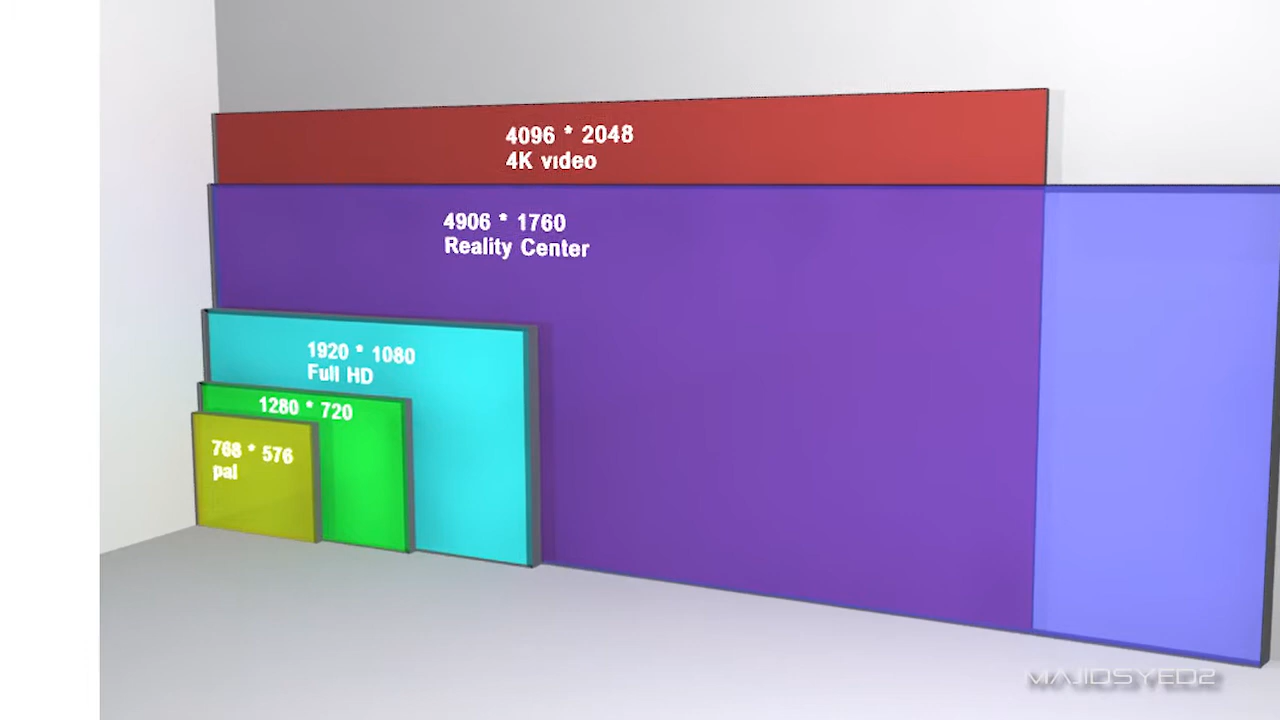 4096 * 2048
4K video
4906 * 1760
Reality Center
1920 * 1080
Full HD
1280 * 720
768 * 576
pal
MAJIDSYED2